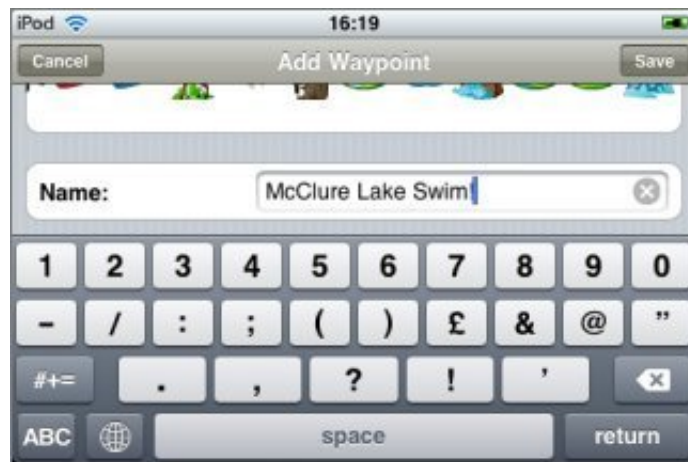 iPod 16:19
Cancel Add Waypoint Save
Name: McClure Lake Swim!
1 2 3 4 5 6 7 8 9 0
- / : ; ( ) £ & @ "
#+= . , ? ! '
ABC space return